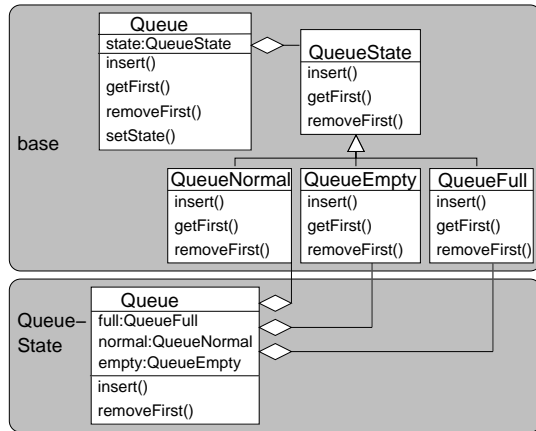 Queue
state:QueueState
insert()
getFirst()
removeFirst()
setState()
QueueState
insert()
getFirst()
removeFirst()
base
QueueNormal
insert()
getFirst()
removeFirst()
QueueEmpty
insert()
getFirst()
removeFirst()
QueueFull
insert()
getFirst()
removeFirst()
Queue–
State
Queue
full:QueueFull
normal:QueueNormal
empty:QueueEmpty
insert()
removeFirst()